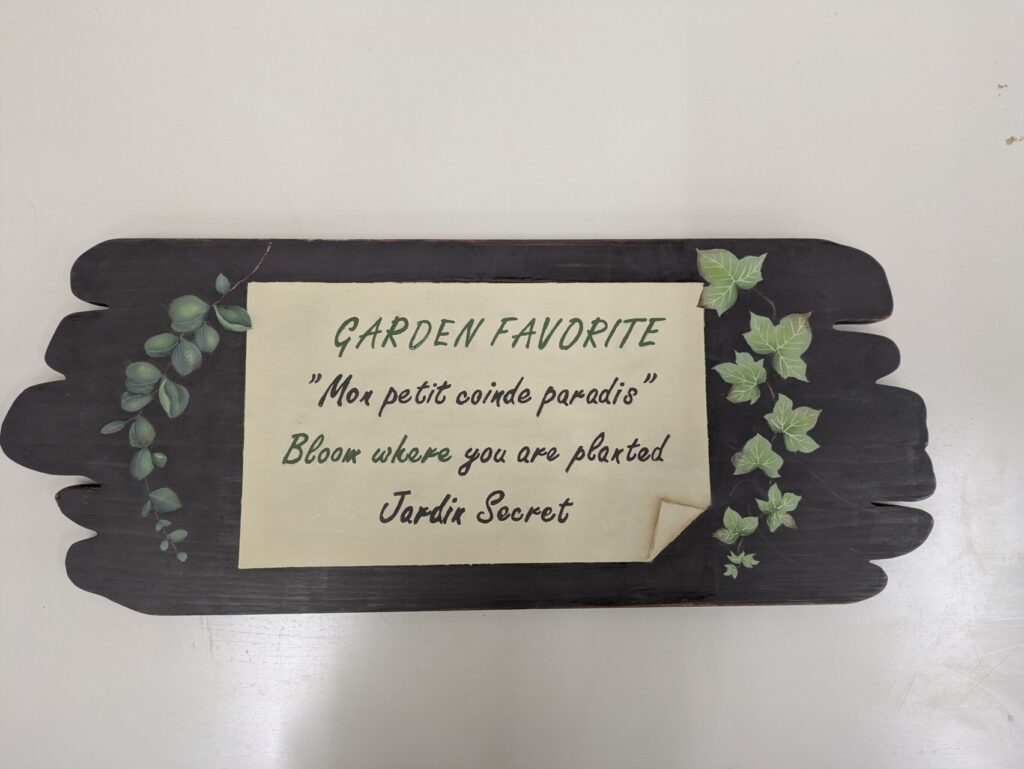 GARDEN FAVORITE
"Mon petit coinde paradis"
Bloom where you are planted
Jardin Secret